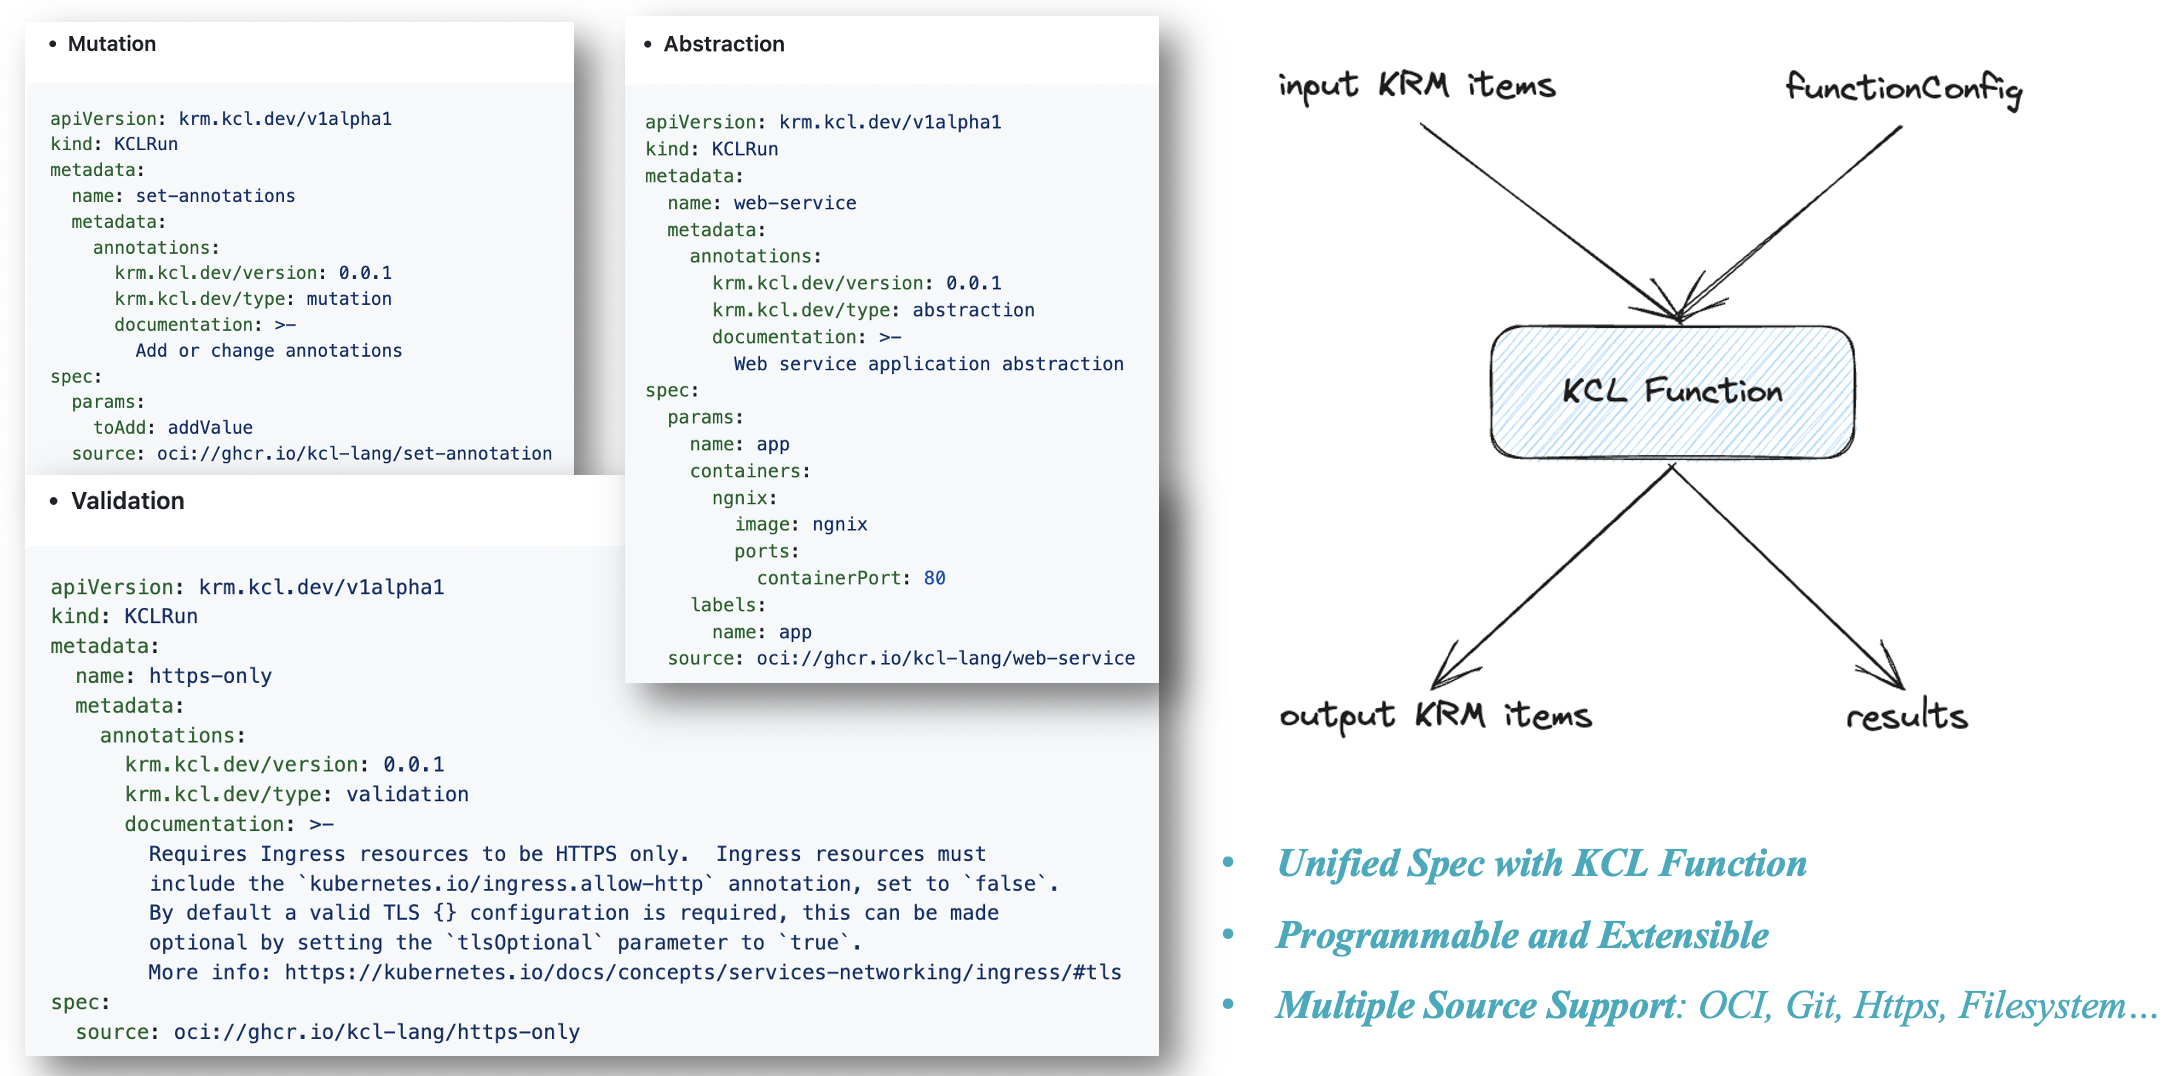 • Mutation
apiVersion: krm.kcl.dev/v1alpha1
kind: KCLRun
metadata:
  name: set-annotations
  metadata:
    annotations:
      krm.kcl.dev/version: 0.0.1
      krm.kcl.dev/type: mutation
      documentation: >-
        Add or change annotations
spec:
  params:
    toAdd: addValue
  source: oci://ghcr.io/kcl-lang/set-annotation
• Validation
apiVersion: krm.kcl.dev/v1alpha1
kind: KCLRun
metadata:
  name: https-only
  metadata:
    annotations:
      krm.kcl.dev/version: 0.0.1
      krm.kcl.dev/type: validation
      documentation: >-
        Requires Ingress resources to be HTTPS only.  Ingress resources must
        include the `kubernetes.io/ingress.allow-http` annotation, set to `false`.
        By default a valid TLS {} configuration is required, this can be made
        optional by setting the `tlsOptional` parameter to `true`.
        More info: https://kubernetes.io/docs/concepts/services-networking/ingress/#tls
spec:
  source: oci://ghcr.io/kcl-lang/https-only
• Abstraction
apiVersion: krm.kcl.dev/v1alpha1
kind: KCLRun
metadata:
  name: web-service
  metadata:
    annotations:
      krm.kcl.dev/version: 0.0.1
      krm.kcl.dev/type: abstraction
      documentation: >-
        Web service application abstraction
spec:
  params:
    name: app
    containers:
      ngnix:
        image: ngnix
        ports:
          containerPort: 80
    labels:
      name: app
  source: oci://ghcr.io/kcl-lang/web-service
input KRM items
functionConfig
KCL Function
output KRM items
results
• Unified Spec with KCL Function
• Programmable and Extensible
• Multiple Source Support: OCI, Git, Https, Filesystem…